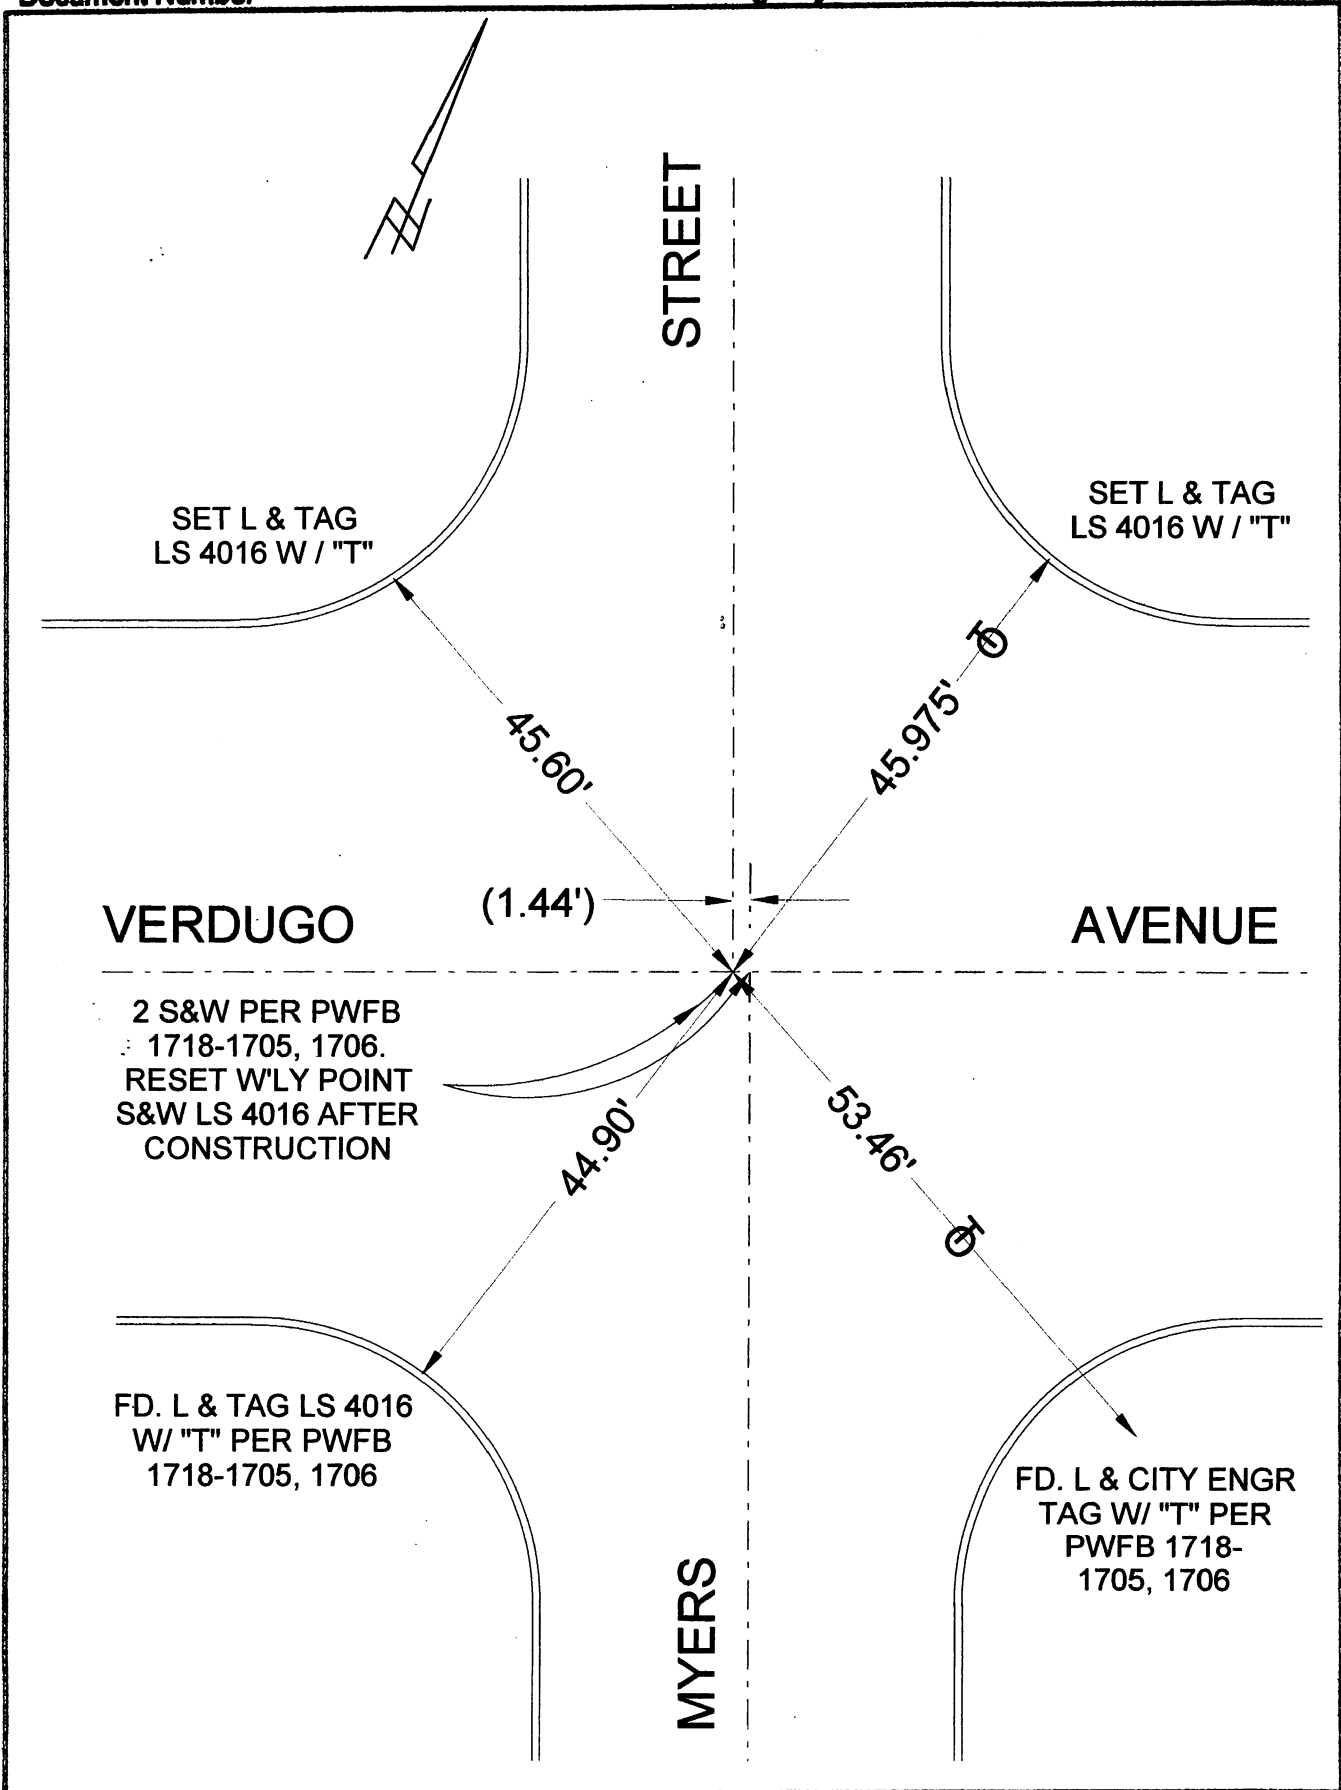 Document Number
STREET
SET L & TAG
LS 4016 W / "T"
SET L & TAG
LS 4016 W / "T"
45.60'
45.975'
(1.44')
VERDUGO
AVENUE
2 S&W PER PWFB
1718-1705, 1706.
RESET W'LY POINT
S&W LS 4016 AFTER
CONSTRUCTION
44.90'
53.46'
FD. L & TAG LS 4016
W/ "T" PER PWFB
1718-1705, 1706
FD. L & CITY ENGR
TAG W/ "T" PER
PWFB 1718-
1705, 1706
MYERS